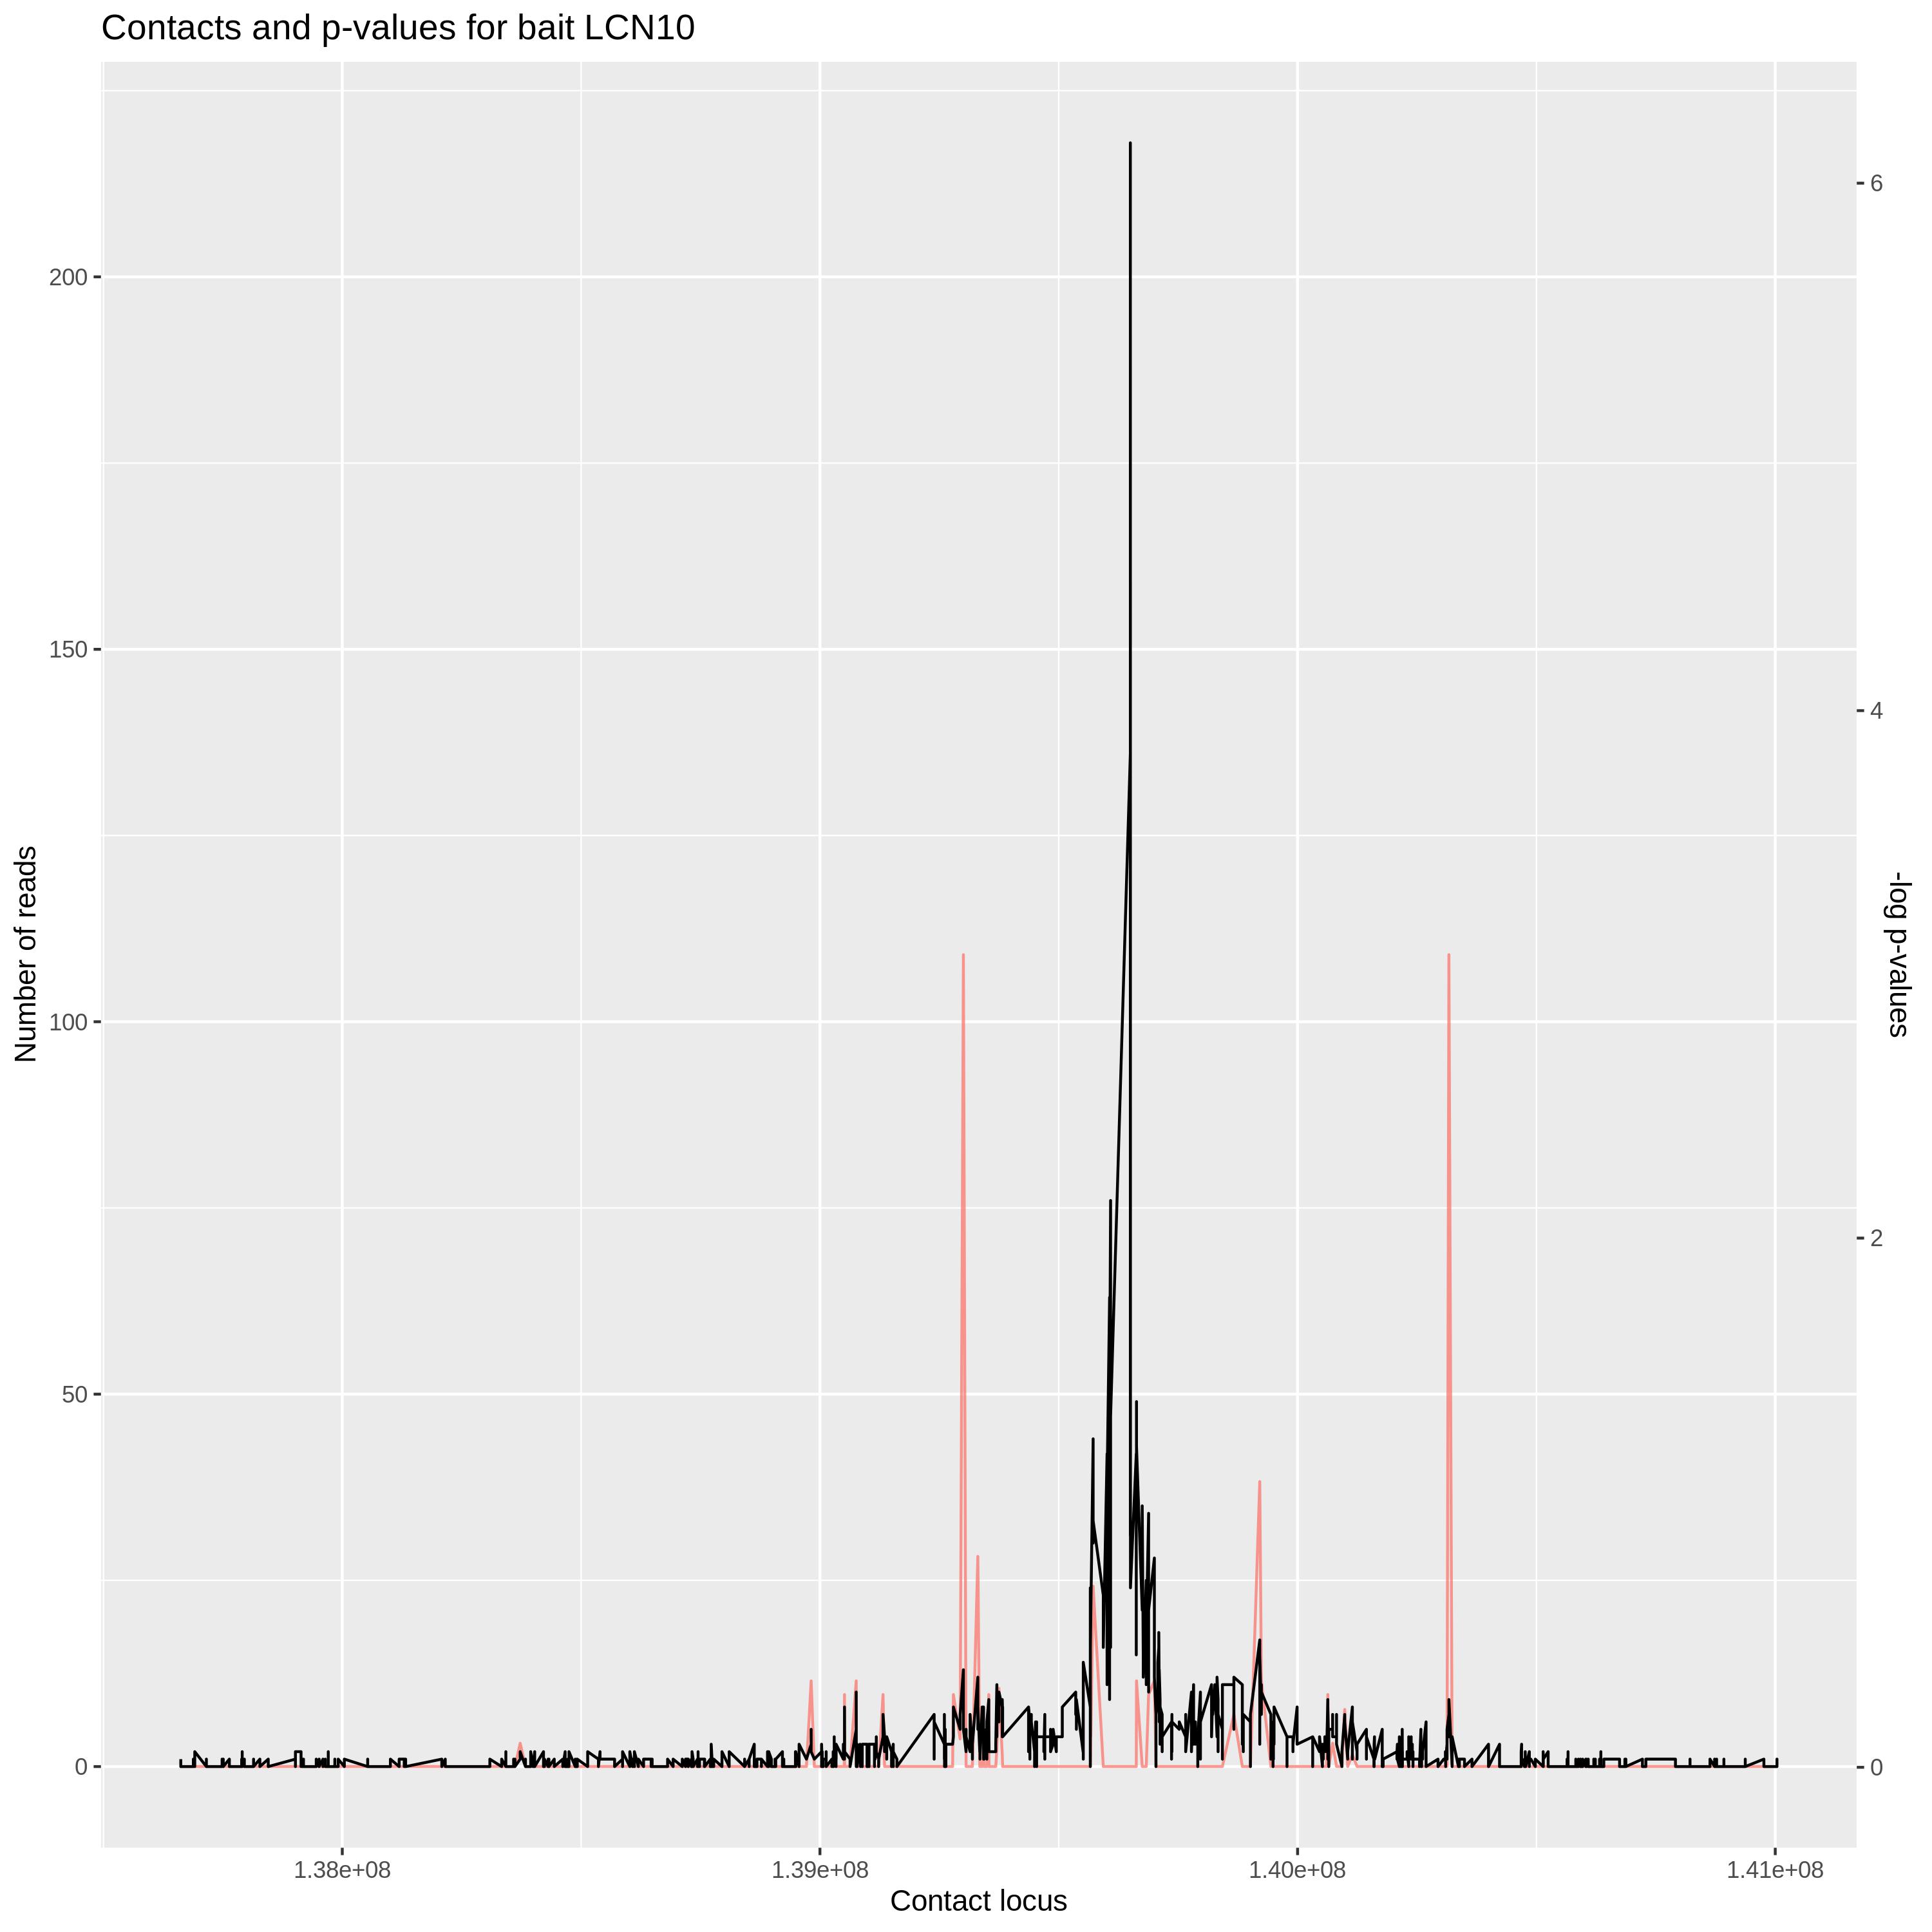 Contacts and p-values for bait LCN10
200
150
100
50
0
Number of reads
6
4
2
0
-log p-values
1.38e+08
1.39e+08
1.40e+08
1.41e+08
Contact locus